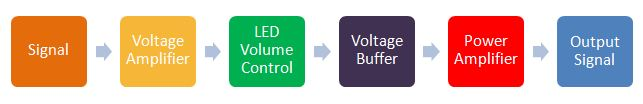 Signal
Voltage
Amplifier
LED
Volume
Control
Voltage
Buffer
Power
Amplifier
Output
Signal